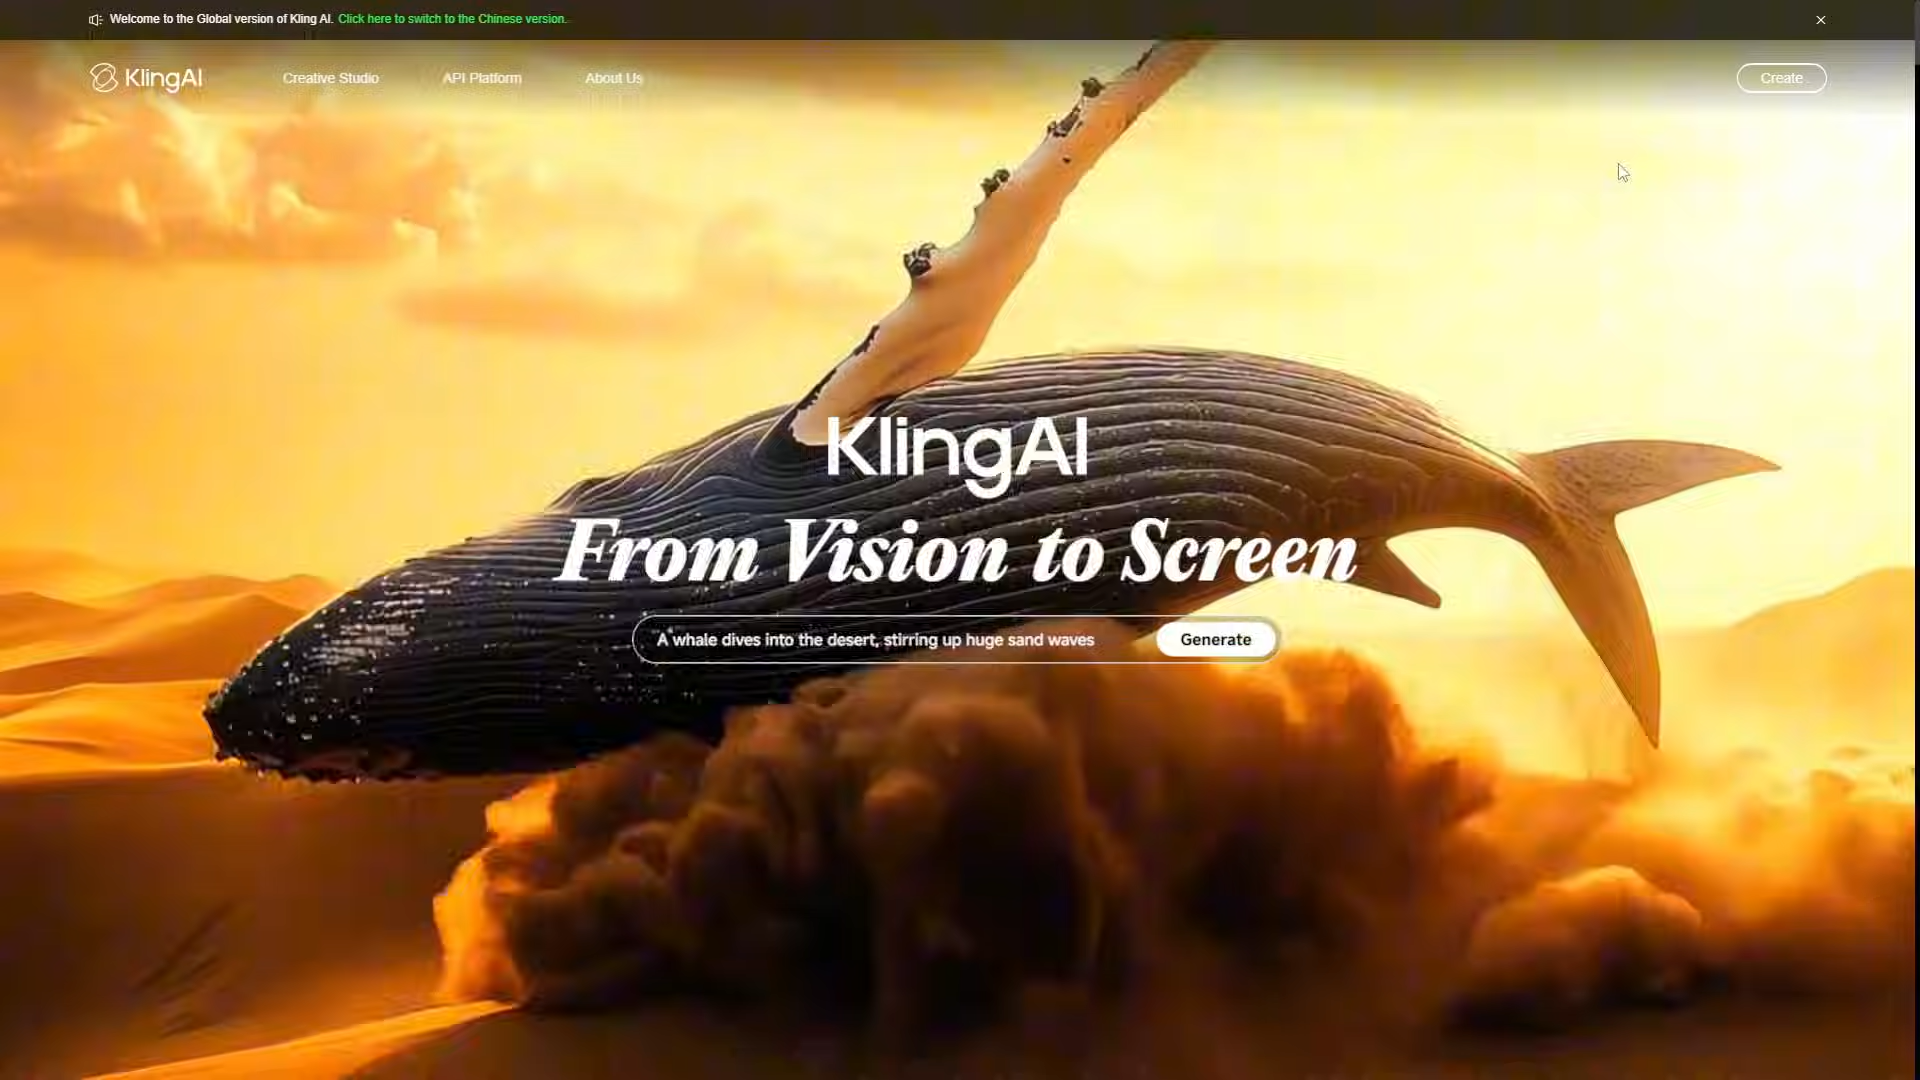 Welcome to the Global version of Kling AI. Click here to switch to the Chinese version.
KlingAI
Creative Studio
API Platform
About Us
Create
KlingAI
From Vision to Screen
A whale dives into the desert, stirring up huge sand waves
Generate